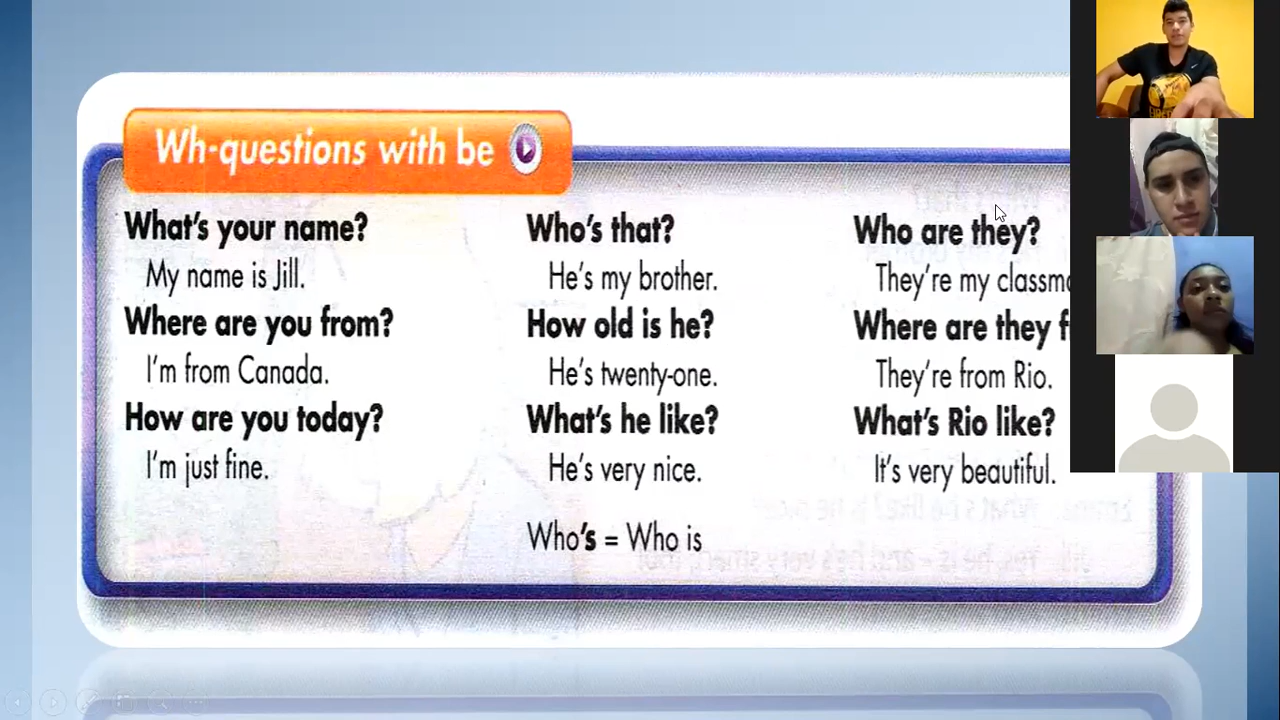 Wh-questions with be
What's your name?
My name is Jill.
Where are you from?
I'm from Canada.
How are you today?
I'm just fine.
Who's that?
He's my brother.
How old is he?
He's twenty-one.
What's he like?
He's very nice.
Who's = Who is
Who are they?
They're my
Where are they
They're from Rio.
What's Rio like?
It's very beautiful.